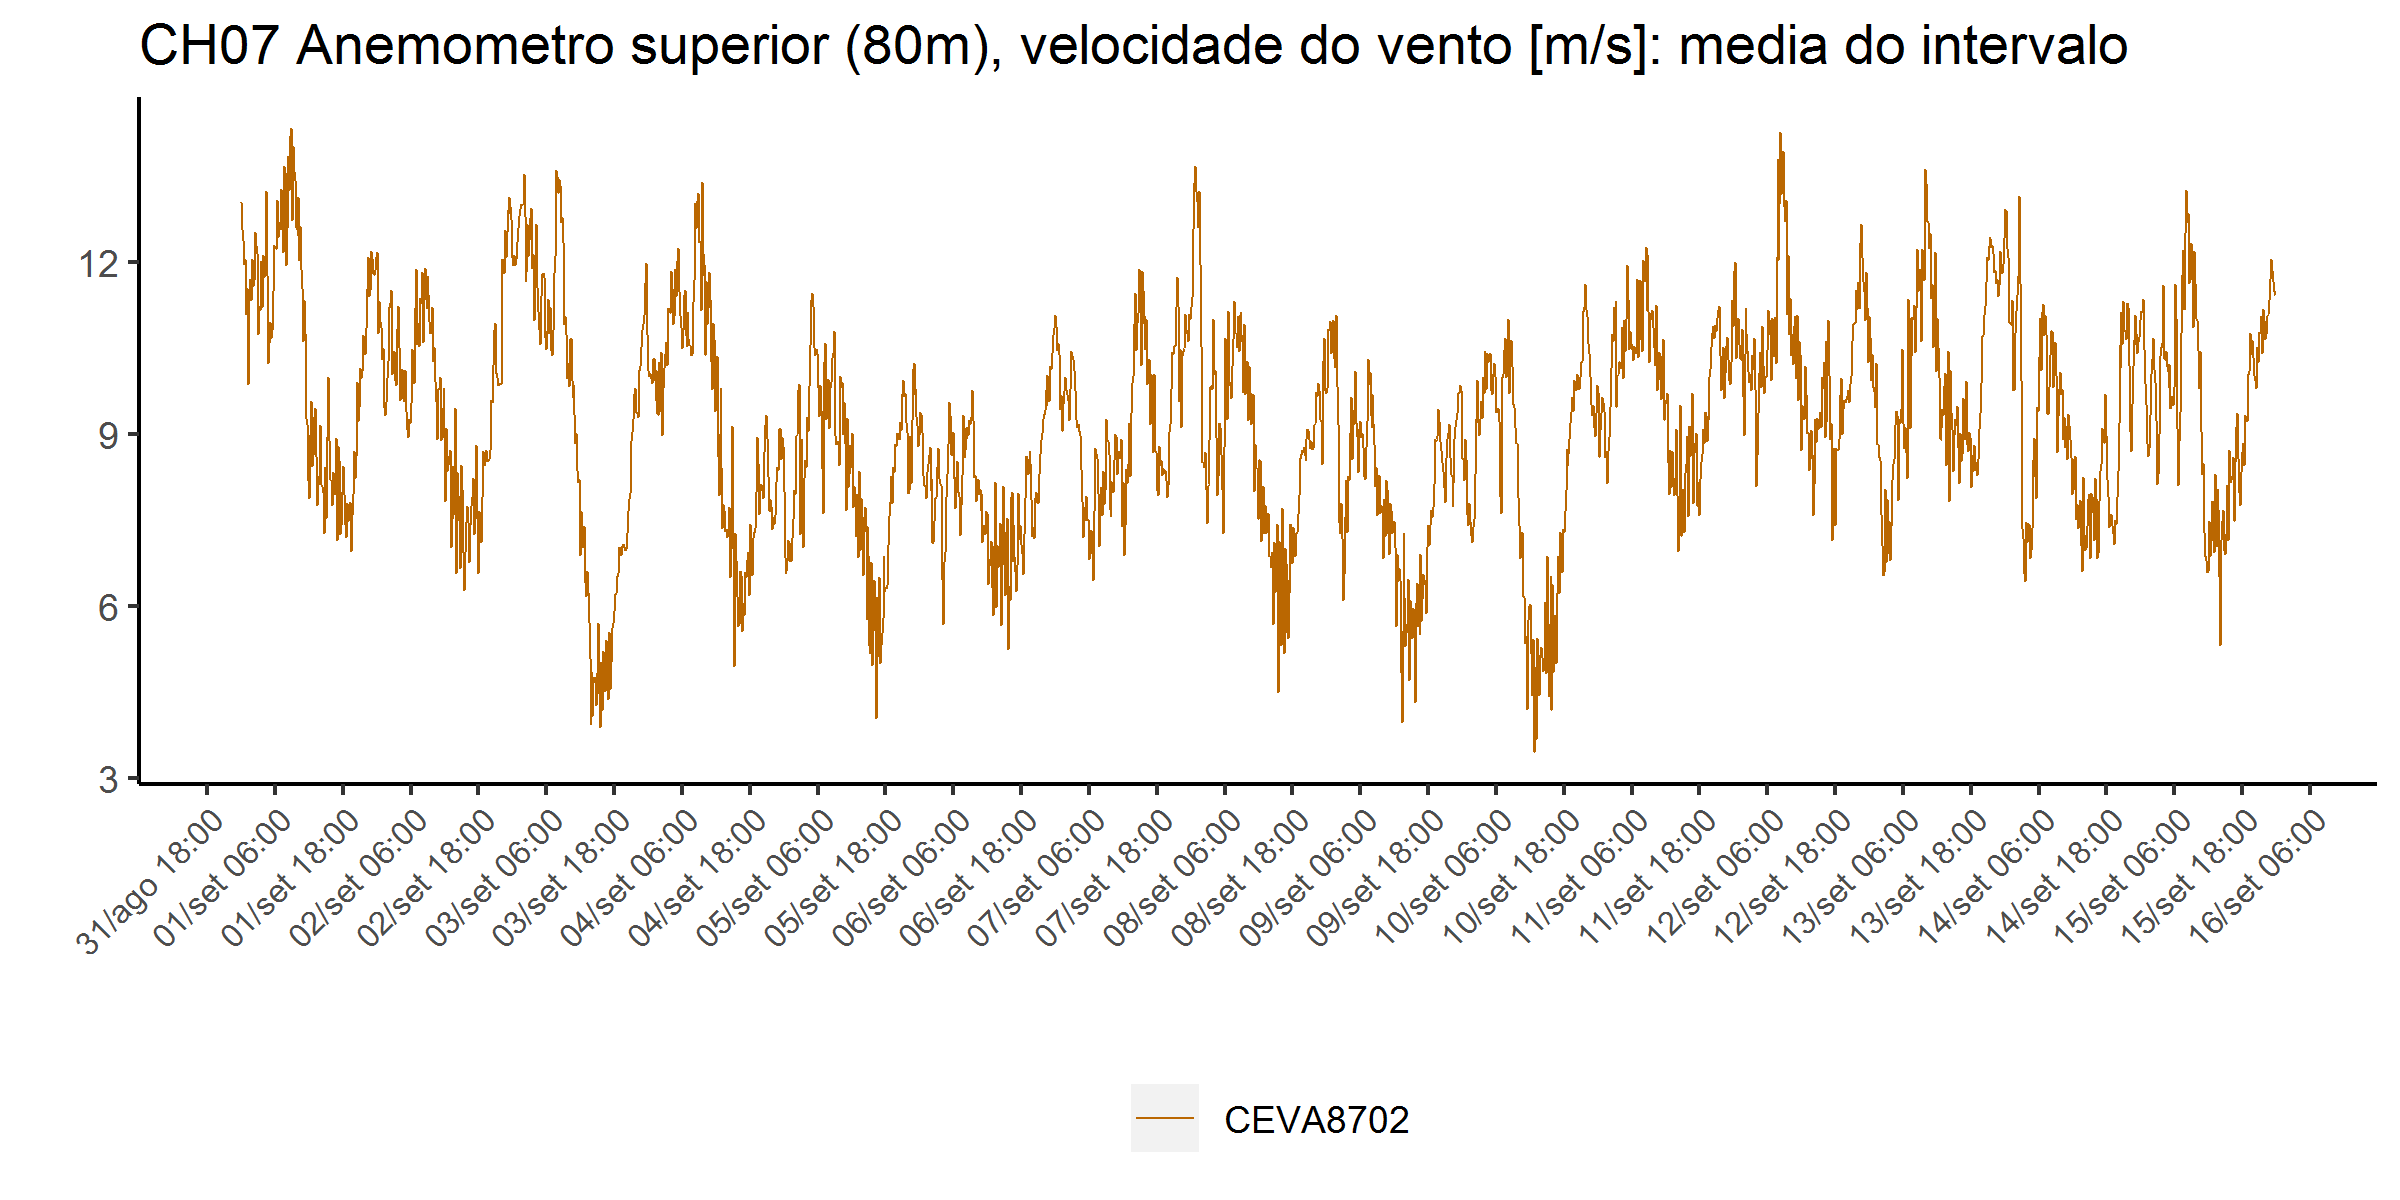 CH07 Anemometro superior (80m), velocidade do vento [m/s]: media do intervalo
12
9
6
3
31/ago 18:00
01/set 06:00
01/set 18:00
02/set 06:00
02/set 18:00
03/set 06:00
03/set 18:00
04/set 06:00
04/set 18:00
05/set 06:00
05/set 18:00
06/set 06:00
06/set 18:00
07/set 06:00
07/set 18:00
08/set 06:00
08/set 18:00
09/set 06:00
09/set 18:00
10/set 06:00
10/set 18:00
11/set 06:00
11/set 18:00
12/set 06:00
12/set 18:00
13/set 06:00
13/set 18:00
14/set 06:00
14/set 18:00
15/set 06:00
15/set 18:00
16/set 06:00
CEVA8702